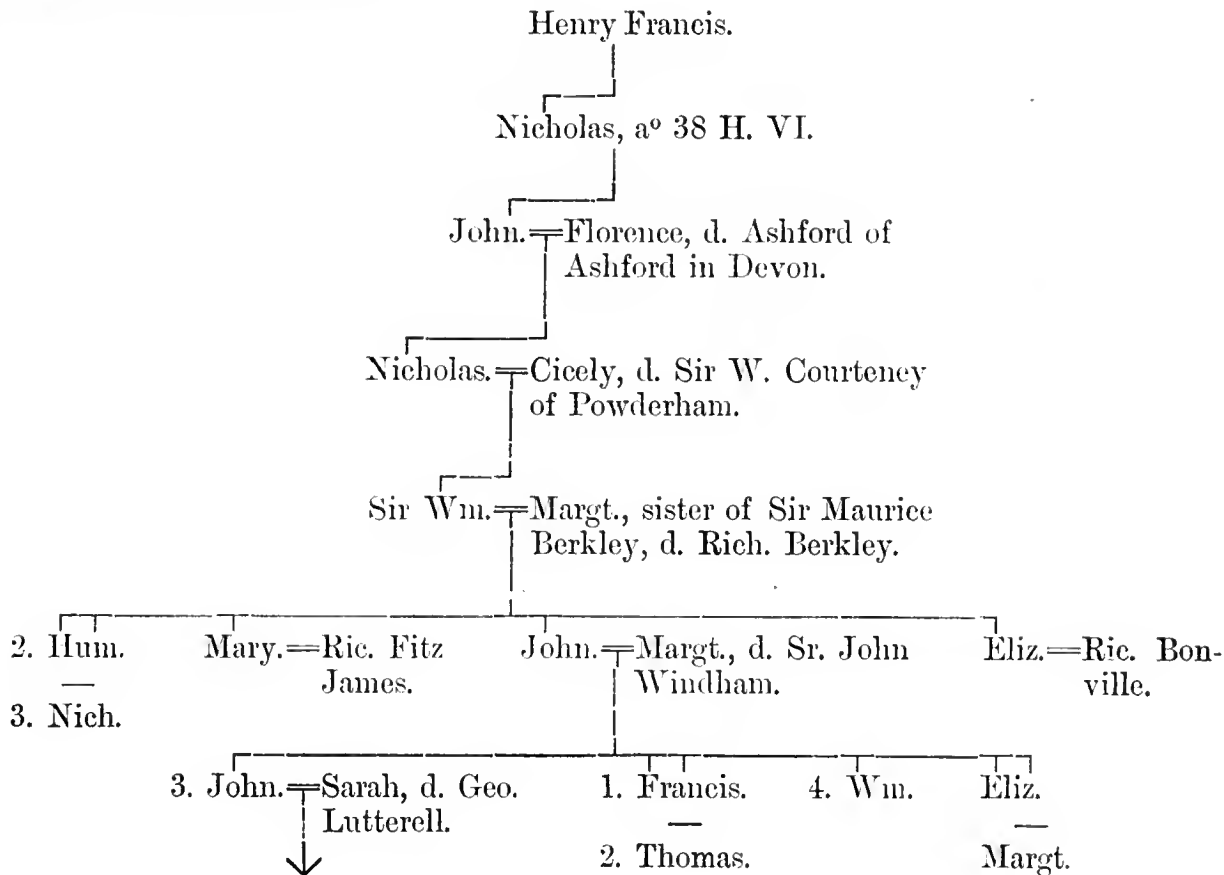 Henry Francis.
Nicholas, aº 38 H. VI.
John.=Florence, d. Ashford of
Ashford in Devon.
Nicholas.=Cicely, d. Sir W. Courteney
of Powderham.
Sir Wm.=Margt., sister of Sir Maurice
Berkley, d. Rich. Berkley.
2. Hum. Mary.=Ric. Fitz John.=Margt., d. Sr. John Eliz.=Ric. Bon-
James. Windham. ville.
3. Nich.
3. John.=Sarah, d. Geo. 1. Francis. 4. Wm. Eliz.
Lutterell.
2. Thomas. Margt.